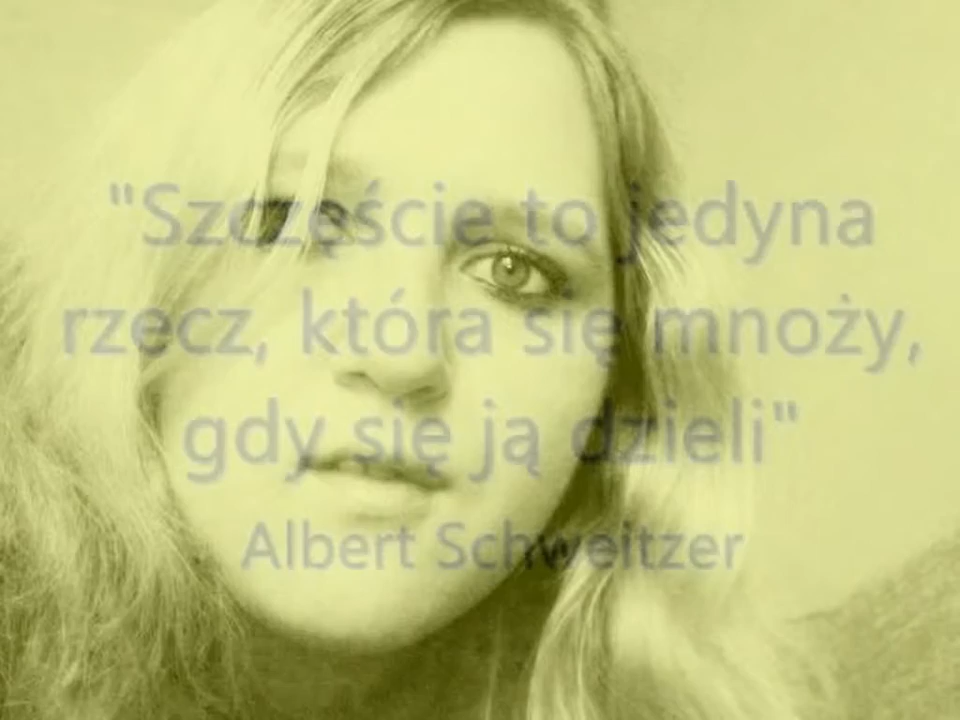 "Szczęście to jedyna
rzecz, która się mnoży,
gdy się ją dzieli"
Albert Schweitzer